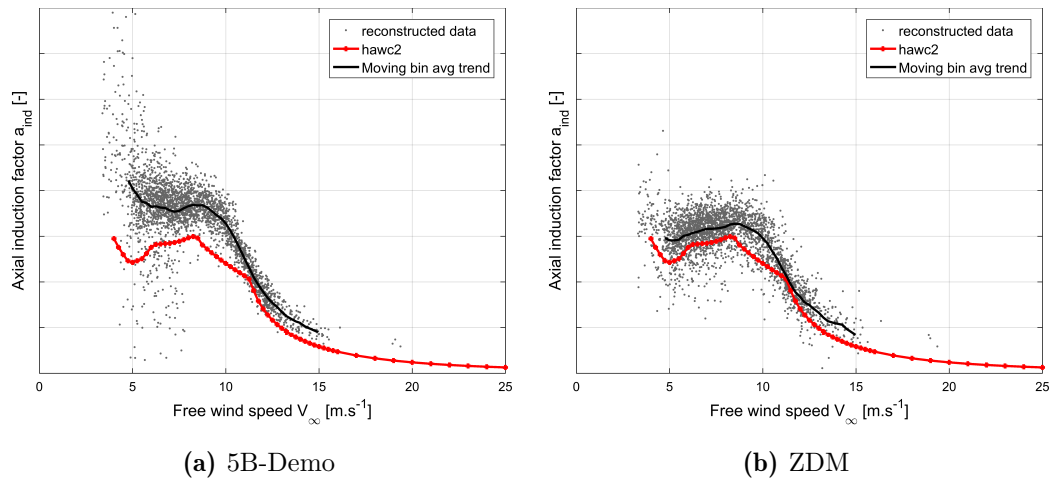 reconstructed data
hawc2
Moving bin avg trend
Axial induction factor a_ind [-]
0 5 10 15 20 25
Free wind speed V_∞ [m.s⁻¹]
(a) 5B-Demo
reconstructed data
hawc2
Moving bin avg trend
Axial induction factor a_ind [-]
0 5 10 15 20 25
Free wind speed V_∞ [m.s⁻¹]
(b) ZDM